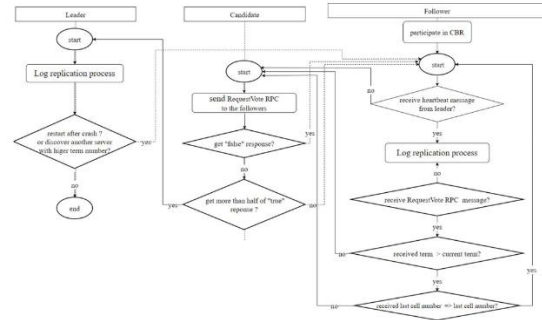 Leader
Candidate
Follower
start
Log replication process
restart after crash ?
or discover another server
with higer term number?
yes
no
end
start
send RequestVote RPC
to the followers
get "false" response?
yes
no
get more than half of "true"
reponse ?
yes
no
participate in CBR
start
receive heartbeat message
from leader?
no
yes
Log replication process
no
receive RequestVote RPC message?
yes
received term > current term?
no
yes
received last cell number => last cell number?
no
yes